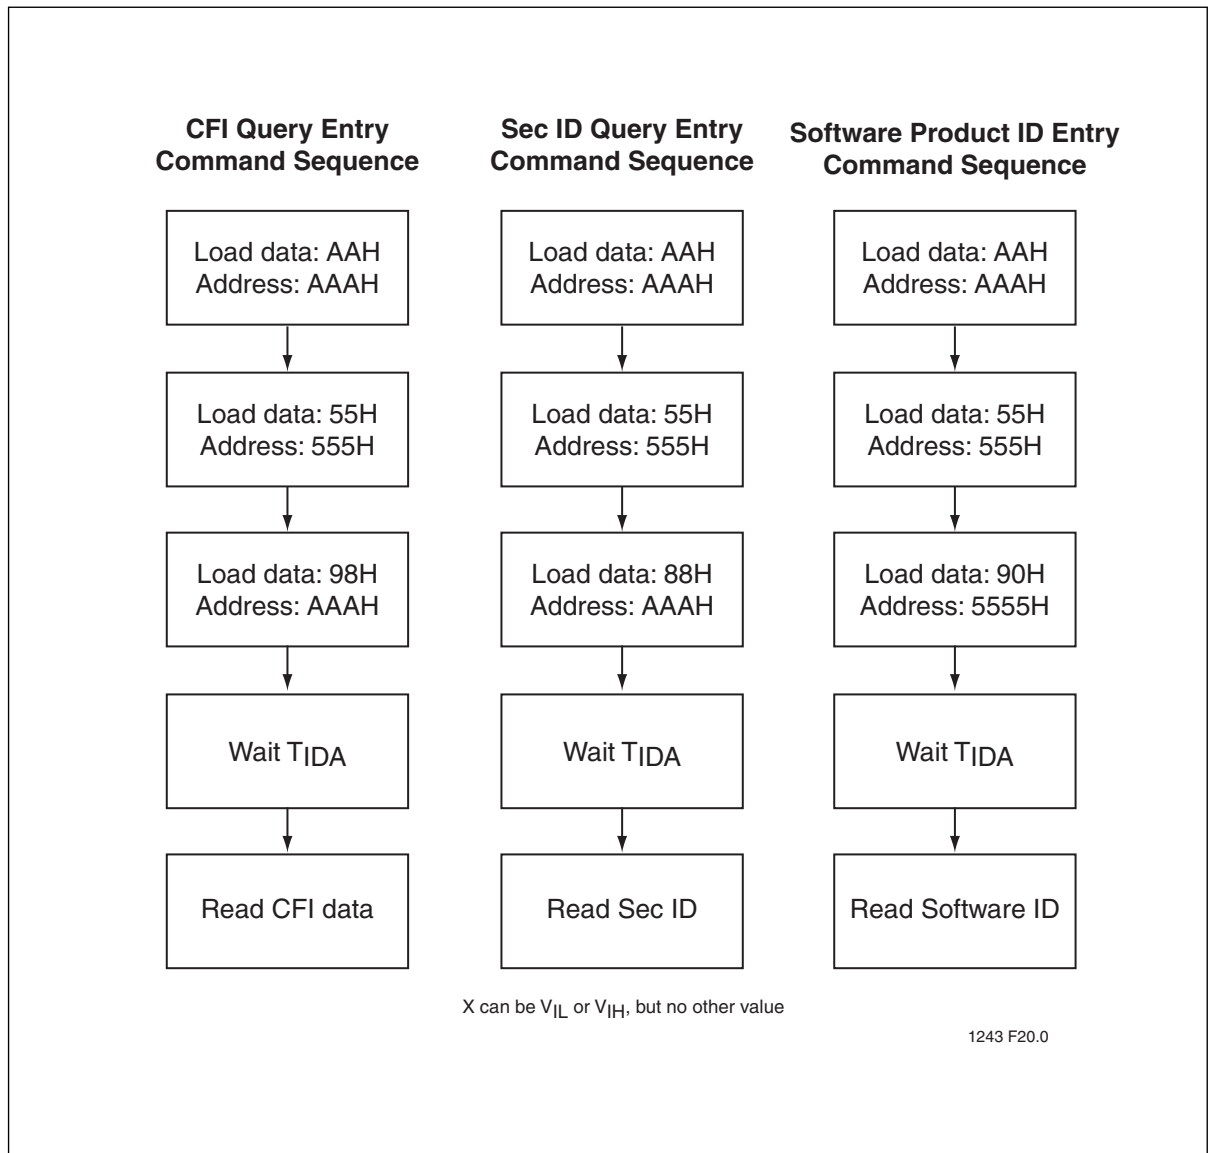 CFI Query Entry
Command Sequence
Load data: AAH
Address: AAAH
Load data: 55H
Address: 555H
Load data: 98H
Address: AAAH
Wait TIDA
Read CFI data
Sec ID Query Entry
Command Sequence
Load data: AAH
Address: AAAH
Load data: 55H
Address: 555H
Load data: 88H
Address: AAAH
Wait TIDA
Read Sec ID
Software Product ID Entry
Command Sequence
Load data: AAH
Address: AAAH
Load data: 55H
Address: 555H
Load data: 90H
Address: 5555H
Wait TIDA
Read Software ID
X can be VIL or VIH, but no other value
1243 F20.0